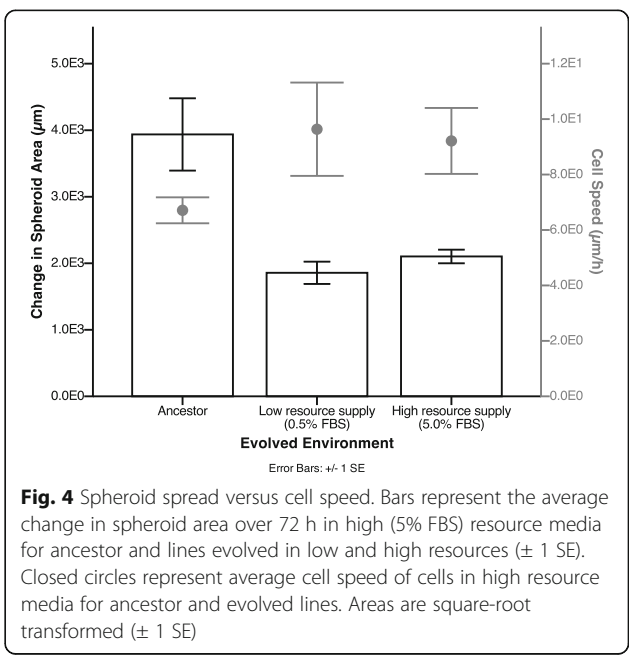 5.0E3
4.0E3
3.0E3
2.0E3
1.0E3
0.0E0
Change in Spheroid Area (µm)
1.2E1
1.0E1
8.0E0
6.0E0
4.0E0
2.0E0
0.0E0
Cell Speed (µm/h)
Ancestor
Low resource supply
(0.5% FBS)
High resource supply
(5.0% FBS)
Evolved Environment
Error Bars: +/- 1 SE
Fig. 4 Spheroid spread versus cell speed. Bars represent the average
change in spheroid area over 72 h in high (5% FBS) resource media
for ancestor and lines evolved in low and high resources (± 1 SE).
Closed circles represent average cell speed of cells in high resource
media for ancestor and evolved lines. Areas are square-root
transformed (± 1 SE)